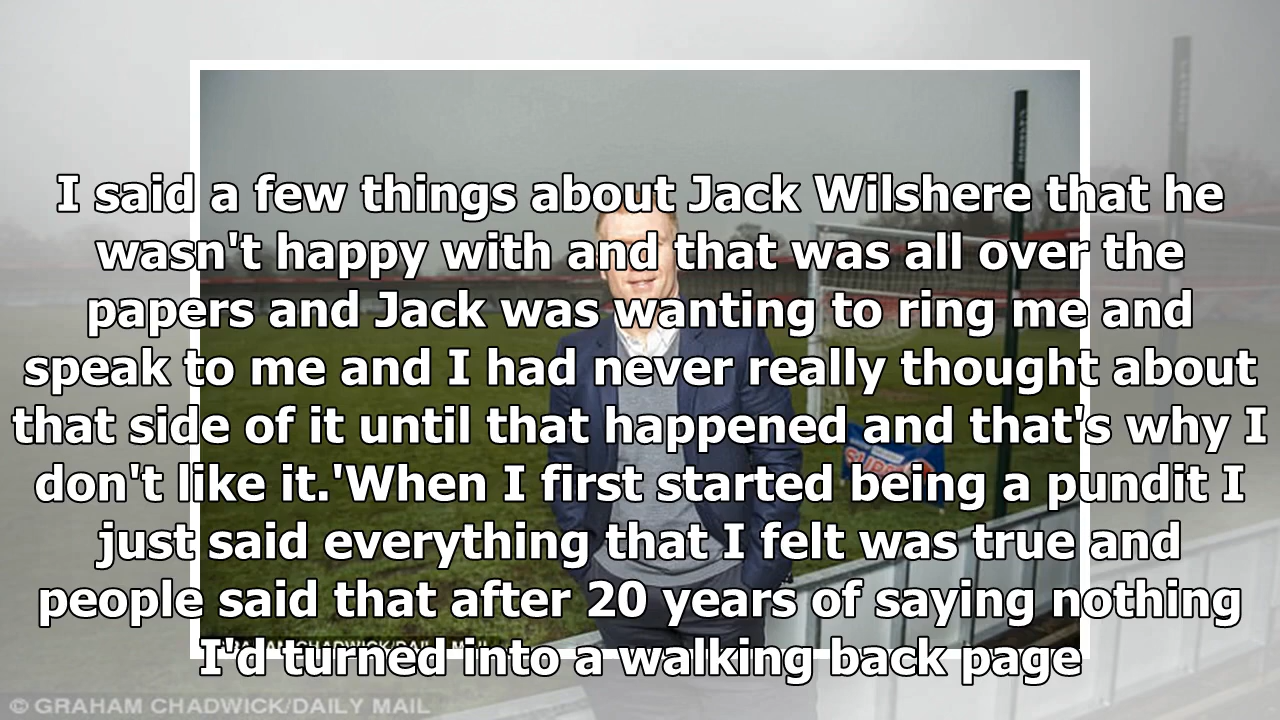 I said a few things about Jack Wilshere that he
wasn't happy with and that was all over the
papers and Jack was wanting to ring me and
speak to me and I had never really thought about
that side of it until that happened and that's why I
don't like it.'When I first started being a pundit I
just said everything that I felt was true and
people said that after 20 years of saying nothing
I'd turned into a walking back page
© GRAHAM CHADWICK/DAILY MAIL